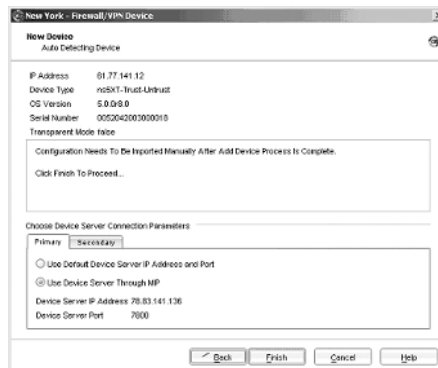 New York - Firewall/VPN Device
New Device
Auto Detecting Device
IP Address 61.77.141.12
Device Type ns5XT-Trust-Untrust
OS Version 5.0.0r8.0
Serial Number 0052042003000018
Transparent Mode false
Configuration Needs To Be Imported Manually After Add Device Process Is Complete.
Click Finish To Proceed...
Choose Device Server Connection Parameters
Primary Secondary
Use Default Device Server IP Address and Port
Use Device Server Through MIP
Device Server IP Address 78.83.141.136
Device Server Port 7800
Back Finish Cancel Help